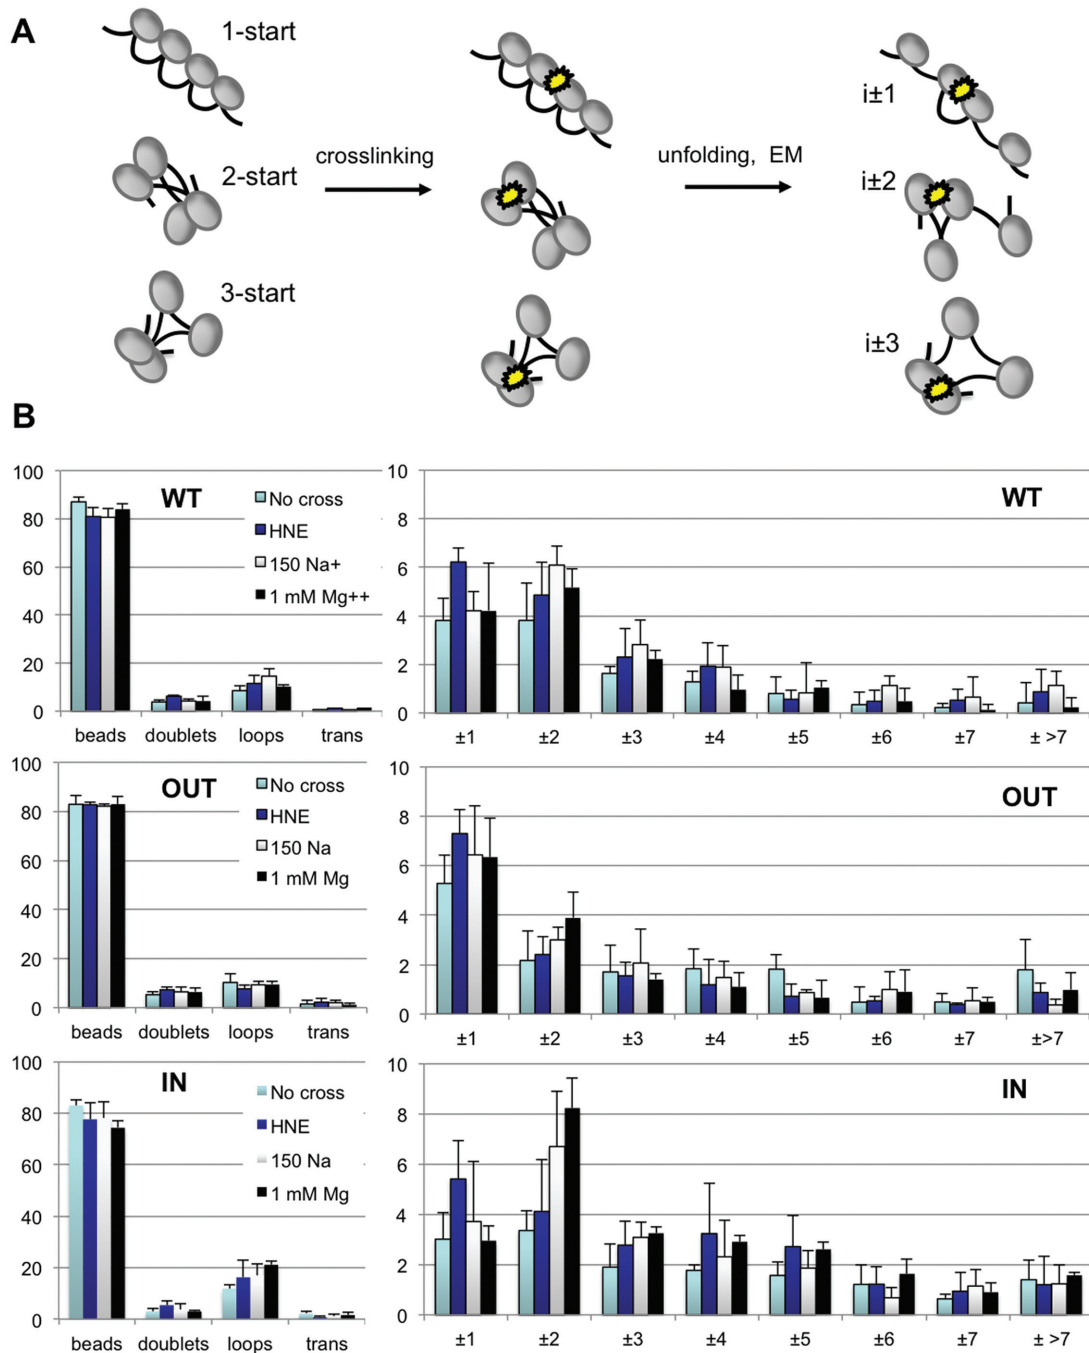 A
1-start
2-start
3-start
crosslinking
unfolding, EM
i±1
i±2
i±3
B
100
80
60
40
20
0
WT
No cross
HNE
150 Na+
1 mM Mg++
beads doublets loops trans
10
8
6
4
2
0
WT
±1 ±2 ±3 ±4 ±5 ±6 ±7 ± >7
100
80
60
40
20
0
OUT
No cross
HNE
150 Na
1 mM Mg
beads doublets loops trans
10
8
6
4
2
0
OUT
±1 ±2 ±3 ±4 ±5 ±6 ±7 ±>7
100
80
60
40
20
0
IN
No cross
HNE
150 Na
1 mM Mg
beads doublets loops trans
10
8
6
4
2
0
IN
±1 ±2 ±3 ±4 ±5 ±6 ±7 ± >7